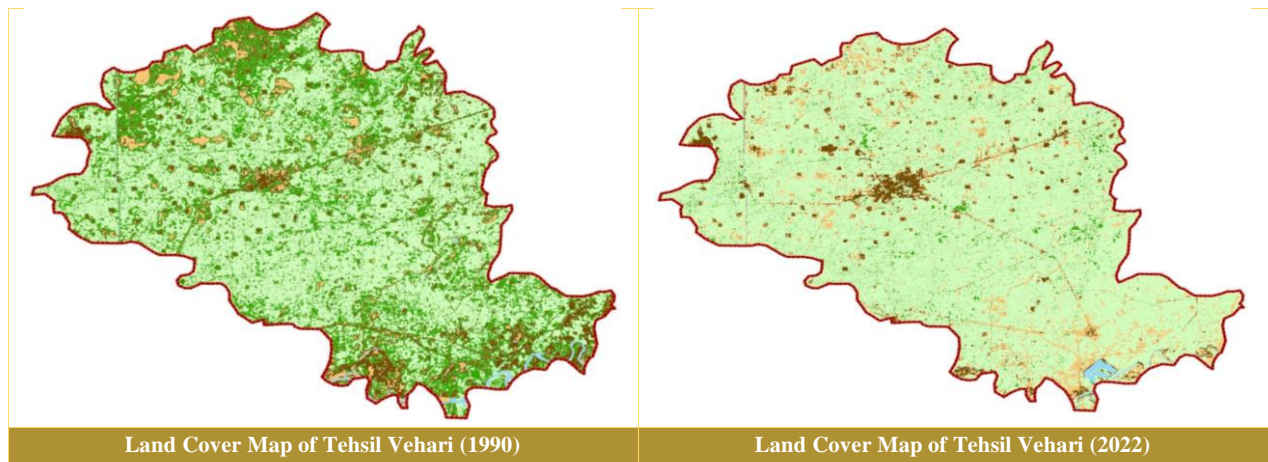 Land Cover Map of Tehsil Vehari (1990)
Land Cover Map of Tehsil Vehari (2022)